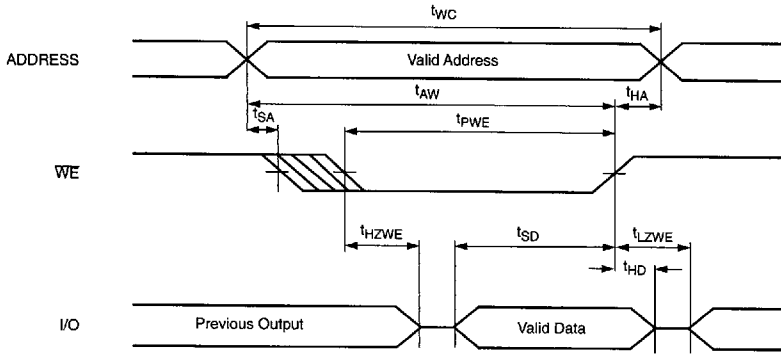 tWC
ADDRESS
Valid Address
tAW
tHA
tSA
tPWE
WE
tHZWE
tSD
tLZWE
tHD
I/O
Previous Output
Valid Data